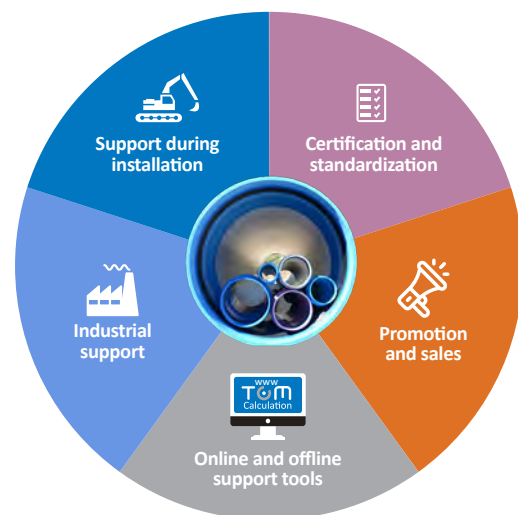 Support during
installation
Certification and
standardization
Industrial
support
Promotion
and sales
www
TOM
Calculation
Online and offline
support tools